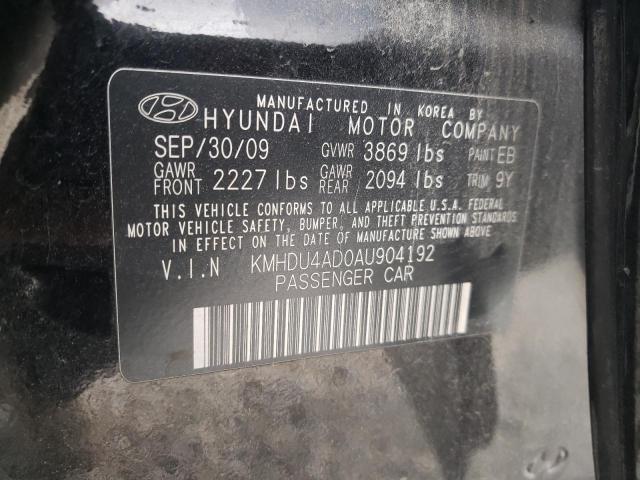 MANUFACTURED IN KOREA BY
HYUNDAI MOTOR COMPANY
SEP/30/09 GVWR 3869 lbs PAINT EB
GAWR FRONT 2227 lbs GAWR REAR 2094 lbs TRIM 9Y
THIS VEHICLE CONFORMS TO ALL APPLICABLE U.S.A. FEDERAL
MOTOR VEHICLE SAFETY, BUMPER, AND THEFT PREVENTION STANDARDS
IN EFFECT ON THE DATE OF MANUFACTURE SHOWN ABOVE
V.I.N KMHDU4AD0AU904192
PASSENGER CAR